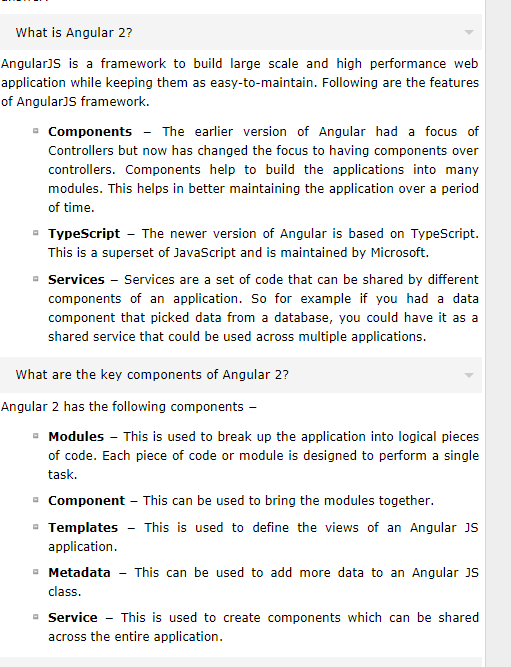 What is Angular 2?
AngularJS is a framework to build large scale and high performance web
application while keeping them as easy-to-maintain. Following are the features
of AngularJS framework.
Components − The earlier version of Angular had a focus of
Controllers but now has changed the focus to having components over
controllers. Components help to build the applications into many
modules. This helps in better maintaining the application over a period
of time.
TypeScript − The newer version of Angular is based on TypeScript.
This is a superset of JavaScript and is maintained by Microsoft.
Services − Services are a set of code that can be shared by different
components of an application. So for example if you had a data
component that picked data from a database, you could have it as a
shared service that could be used across multiple applications.
What are the key components of Angular 2?
Angular 2 has the following components −
Modules − This is used to break up the application into logical pieces
of code. Each piece of code or module is designed to perform a single
task.
Component − This can be used to bring the modules together.
Templates − This is used to define the views of an Angular JS
application.
Metadata − This can be used to add more data to an Angular JS
class.
Service − This is used to create components which can be shared
across the entire application.